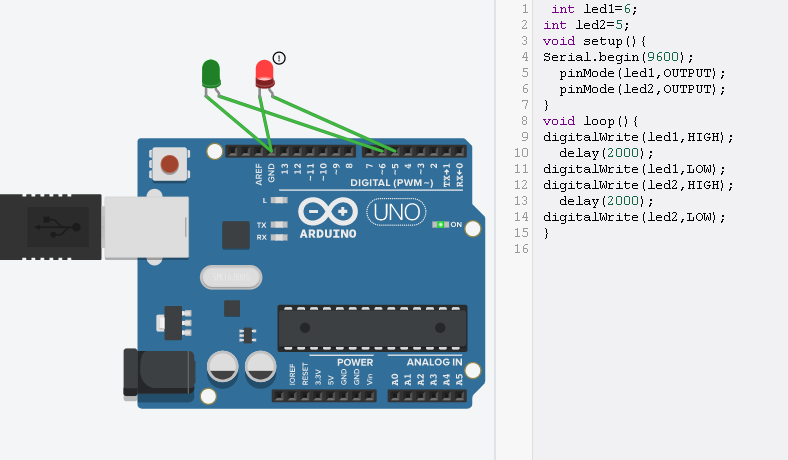 !
AREF
GND
13
12
~11
~10
~9
8
7
~6
~5
4
~3
2
TX→1
RX←0
DIGITAL (PWM~)
L
TX
RX
UNO
ON
ARDUINO
POWER
ANALOG IN
IOREF
RESET
3.3V
5V
GND
GND
Vin
A0
A1
A2
A3
A4
A5
1 int led1=6;
2 int led2=5;
3 void setup(){
4 Serial.begin(9600);
5 pinMode(led1,OUTPUT);
6 pinMode(led2,OUTPUT);
7 }
8 void loop(){
9 digitalWrite(led1,HIGH);
10 delay(2000);
11 digitalWrite(led1,LOW);
12 digitalWrite(led2,HIGH);
13 delay(2000);
14 digitalWrite(led2,LOW);
15 }
16